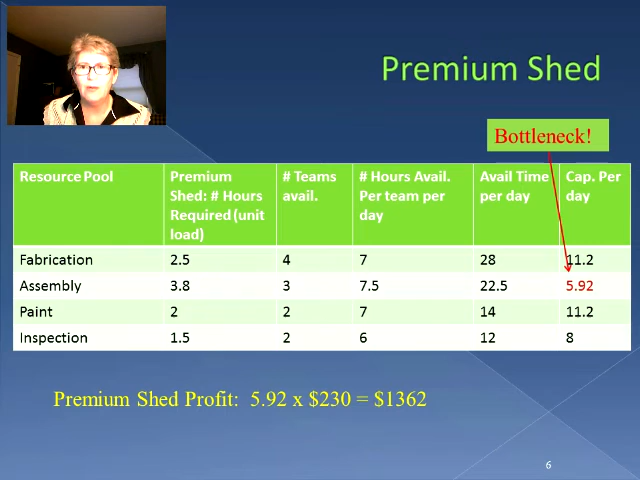 Premium Shed
Bottleneck!
Resource Pool | Premium Shed: # Hours Required (unit load) | # Teams avail. | # Hours Avail. Per team per day | Avail Time per day | Cap. Per day
Fabrication | 2.5 | 4 | 7 | 28 | 11.2
Assembly | 3.8 | 3 | 7.5 | 22.5 | 5.92
Paint | 2 | 2 | 7 | 14 | 11.2
Inspection | 1.5 | 2 | 6 | 12 | 8
Premium Shed Profit: 5.92 x $230 = $1362
6